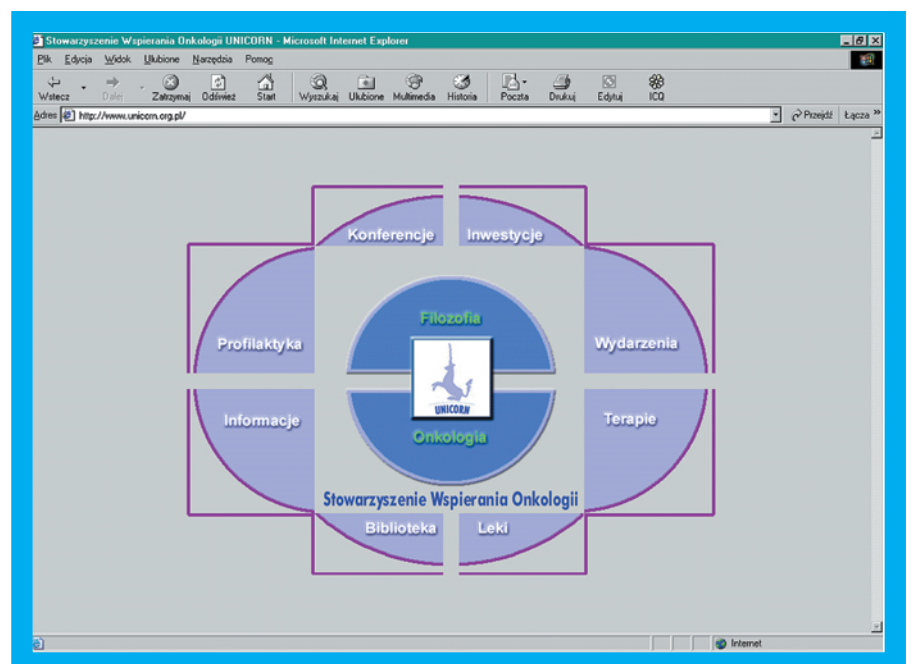 Stowarzyszenie Wspierania Onkologii UNICORN - Microsoft Internet Explorer
Plik Edycja Widok Ulubione Narzędzia Pomoc
Wstecz Dalej Zatrzymaj Odśwież Start Wyszukaj Ulubione Multimedia Historia Poczta Drukuj Edytuj ICQ
Adres http://www.unicorn.org.pl/ Przejdź Łącza »
Konferencje Inwestycje
Filozofia
Profilaktyka Wydarzenia
UNICORN
Informacje Terapie
Onkologia
Stowarzyszenie Wspierania Onkologii
Biblioteka Leki
Internet